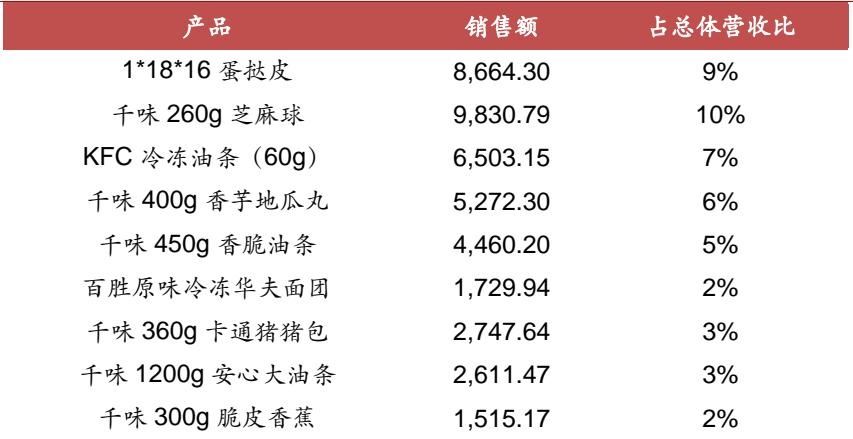 产品 销售额 占总体营收比
1*18*16 蛋挞皮 8,664.30 9%
千味 260g 芝麻球 9,830.79 10%
KFC 冷冻油条（60g） 6,503.15 7%
千味 400g 香芋地瓜丸 5,272.30 6%
千味 450g 香脆油条 4,460.20 5%
百胜原味冷冻华夫面团 1,729.94 2%
千味 360g 卡通猪猪包 2,747.64 3%
千味 1200g 安心大油条 2,611.47 3%
千味 300g 脆皮香蕉 1,515.17 2%